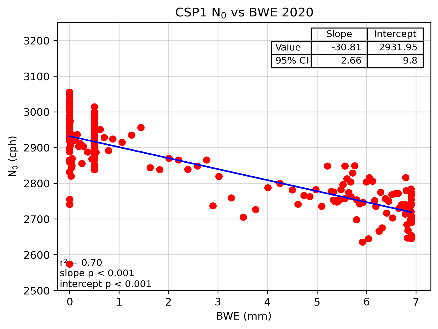 CSP1 N₀ vs BWE 2020
Slope Intercept
Value -30.81 2931.95
95% CI 2.66 9.8
3200
3100
3000
2900
2800
2700
2600
2500
N₀ (cph)
r² = 0.70
slope p < 0.001
intercept p < 0.001
0 1 2 3 4 5 6 7
BWE (mm)